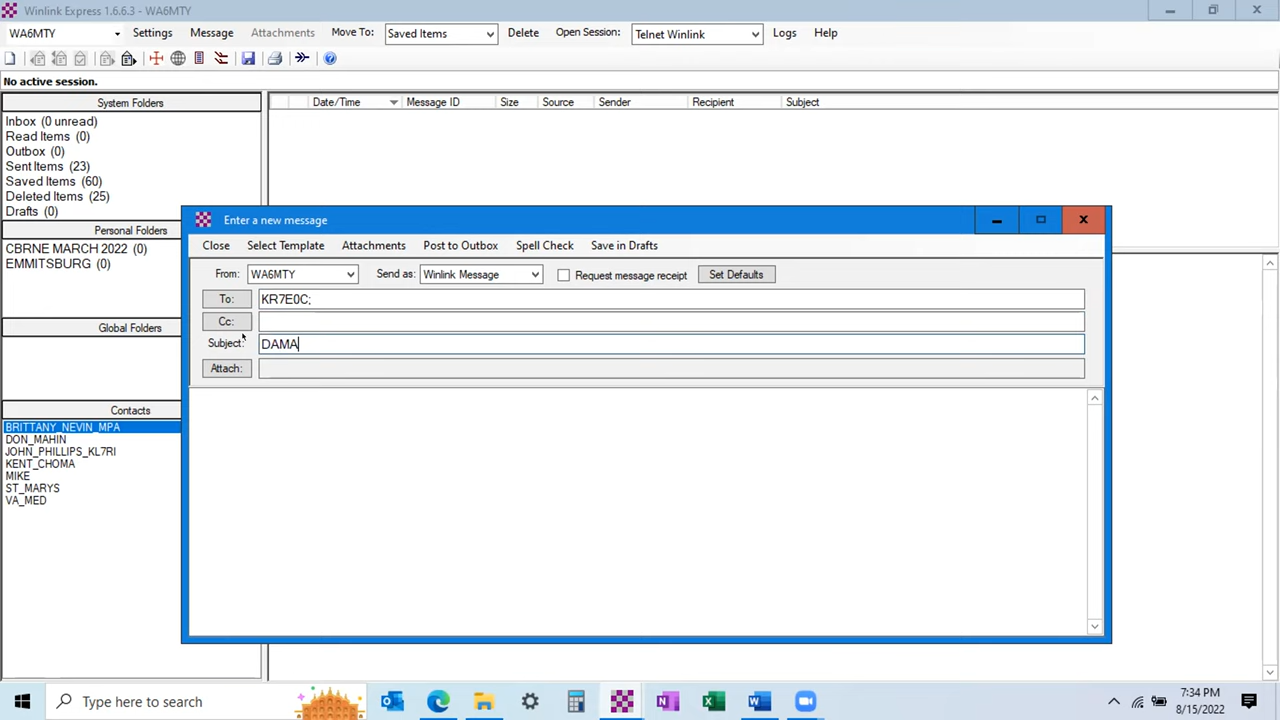 Winlink Express 1.6.6.3 - WA6MTY
WA6MTY Settings Message Attachments Move To: Saved Items Delete Open Session: Telnet Winlink Logs Help
No active session.
System Folders
Date/Time Message ID Size Source Sender Recipient Subject
Inbox (0 unread)
Read Items (0)
Outbox (0)
Sent Items (23)
Saved Items (60)
Deleted Items (25)
Drafts (0)
Personal Folders
CBRNE MARCH 2022 (0)
EMMITSBURG (0)
Global Folders
Contacts
BRITTANY_NEVIN_MPA
DON_MAHIN
JOHN_PHILLIPS_KL7RI
KENT_CHOMA
MIKE
ST_MARYS
VA_MED
Enter a new message
Close Select Template Attachments Post to Outbox Spell Check Save in Drafts
From: WA6MTY Send as: Winlink Message Request message receipt Set Defaults
To: KR7E0C;
Cc:
Subject: DAMA
Attach:
Type here to search
7:34 PM
8/15/2022